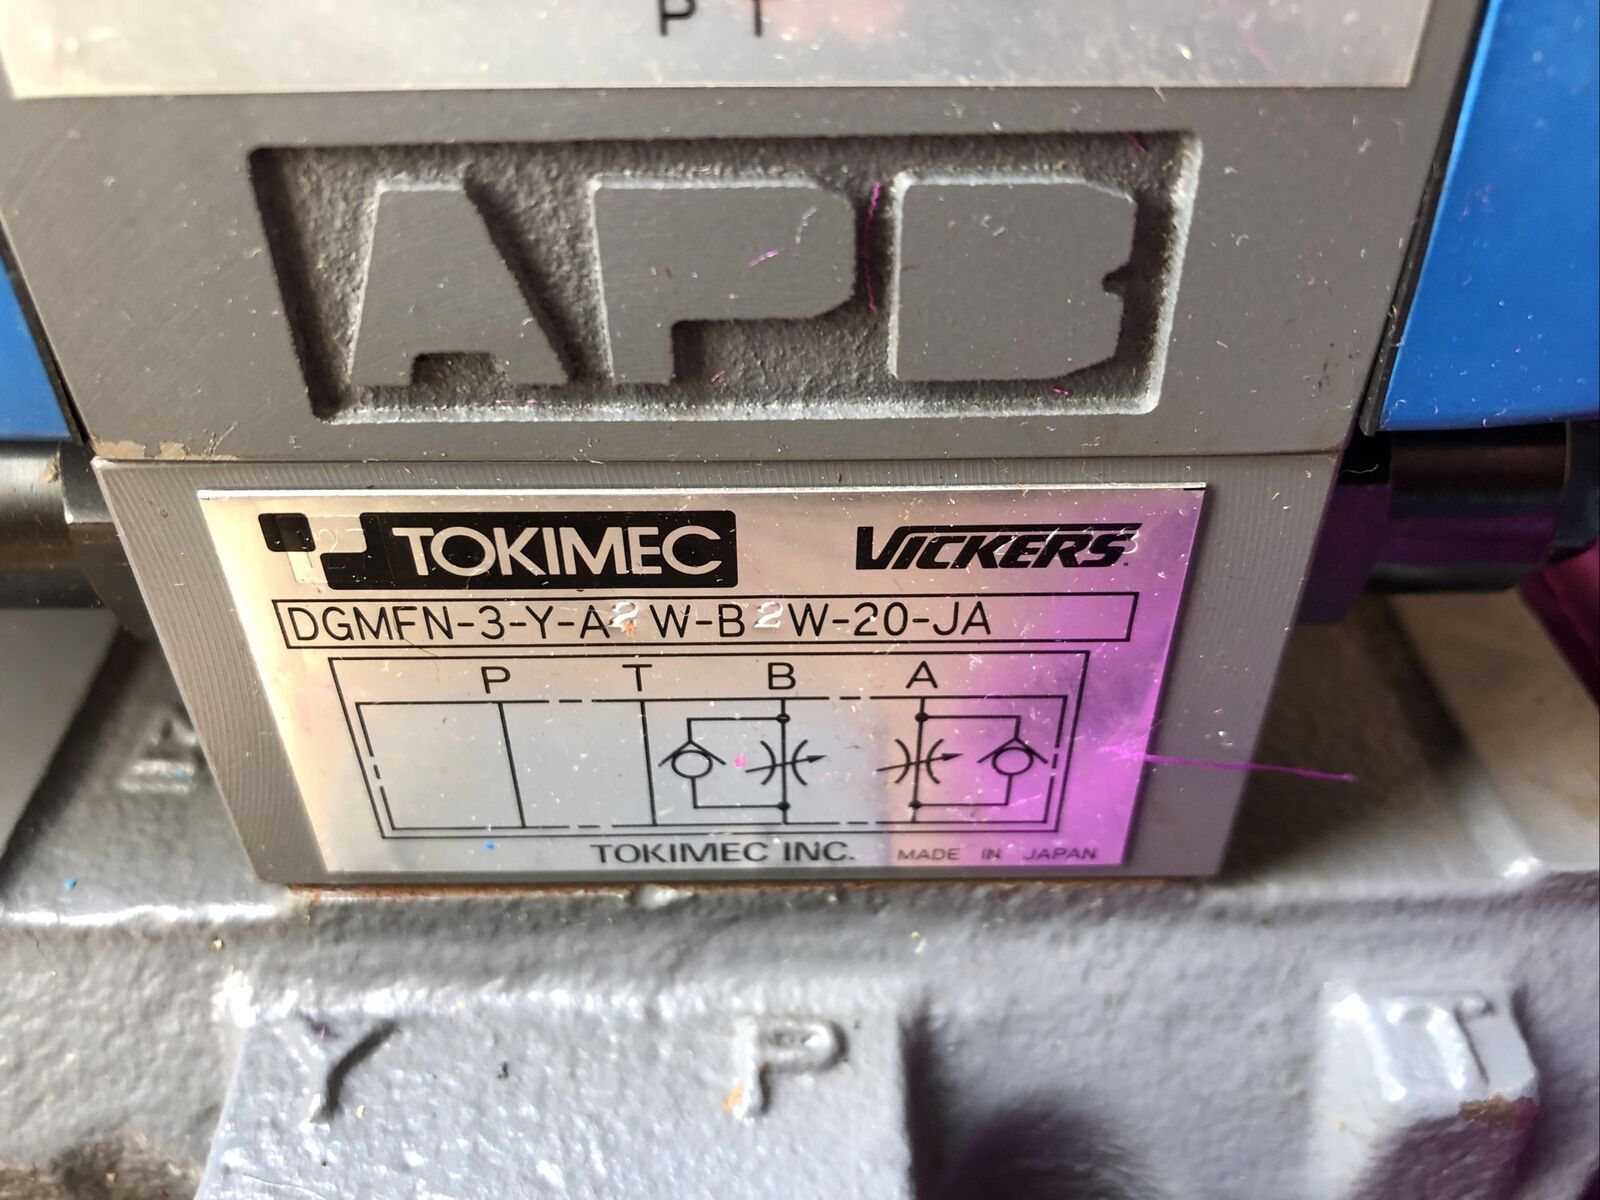 P T
APB
TOKIMEC VICKERS
DGMFN-3-Y-A2W-B2W-20-JA
P T B A
TOKIMEC INC. MADE IN JAPAN
Y P T